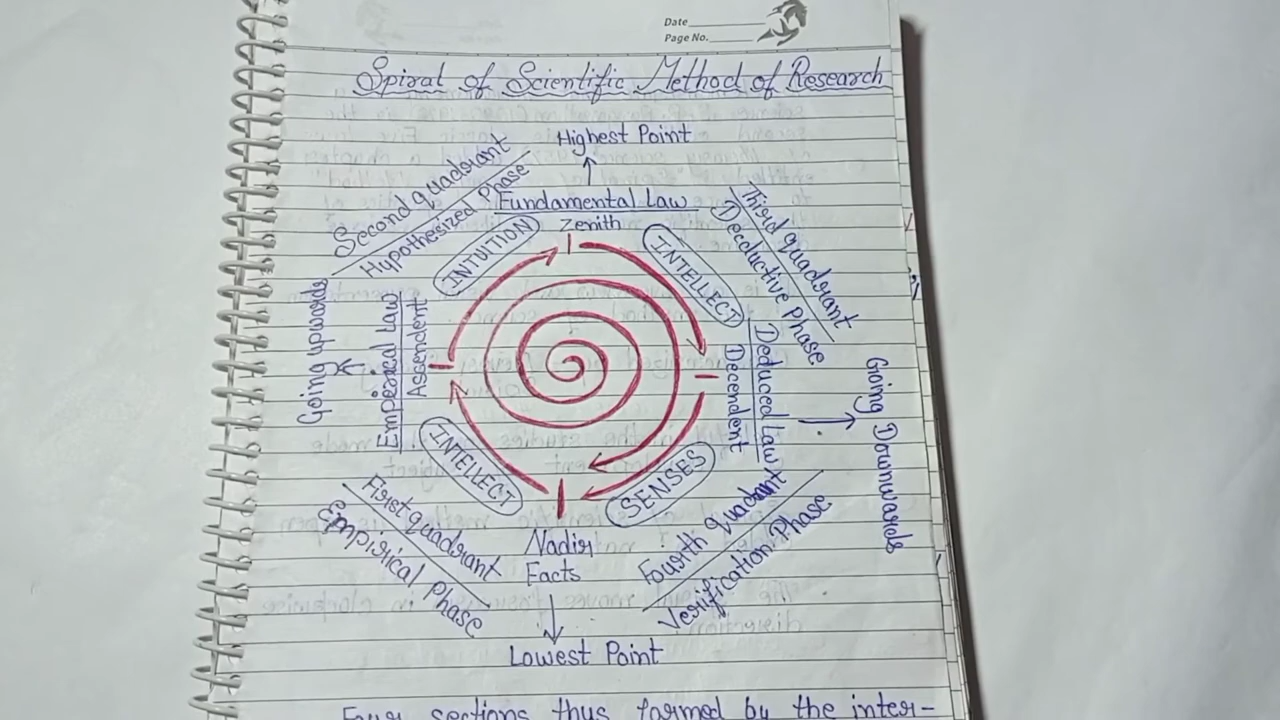 Date
Page No.
Spiral of Scientific Method of Research
Highest Point
Second quadrant
Hypothesized Phase
Fundamental Law
Zenith
Third quadrant
Deductive Phase
INTUITION
INTELLECT
Going upwards
Empirical Law
Ascendent
Decendent
Deduced Law
Going Downwards
INTELLECT
SENSES
First quadrant
Empirical Phase
Nadir
Facts
Fourth quadrant
Verification Phase
Lowest Point
Four sections thus formed by the inter-